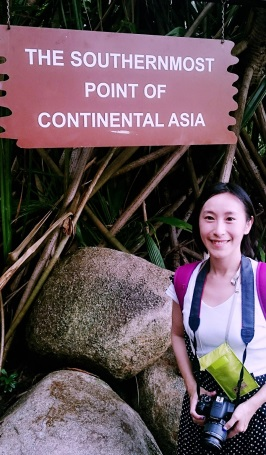 THE SOUTHERNMOST
POINT OF
CONTINENTAL ASIA